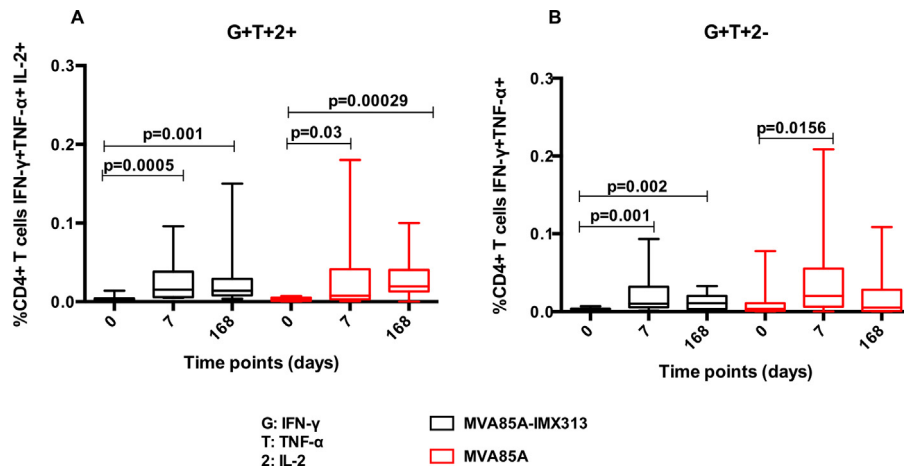 A
G+T+2+
%CD4+ T cells IFN-γ+TNF-α+ IL-2+
0.3
0.2
0.1
0.0
p=0.00029
p=0.001
p=0.03
p=0.0005
0
7
168
0
7
168
Time points (days)
B
G+T+2-
%CD4+ T cells IFN-γ+TNF-α+
0.3
0.2
0.1
0.0
p=0.0156
p=0.002
p=0.001
0
7
168
0
7
168
Time points (days)
G: IFN-γ
T: TNF-α
2: IL-2
MVA85A-IMX313
MVA85A